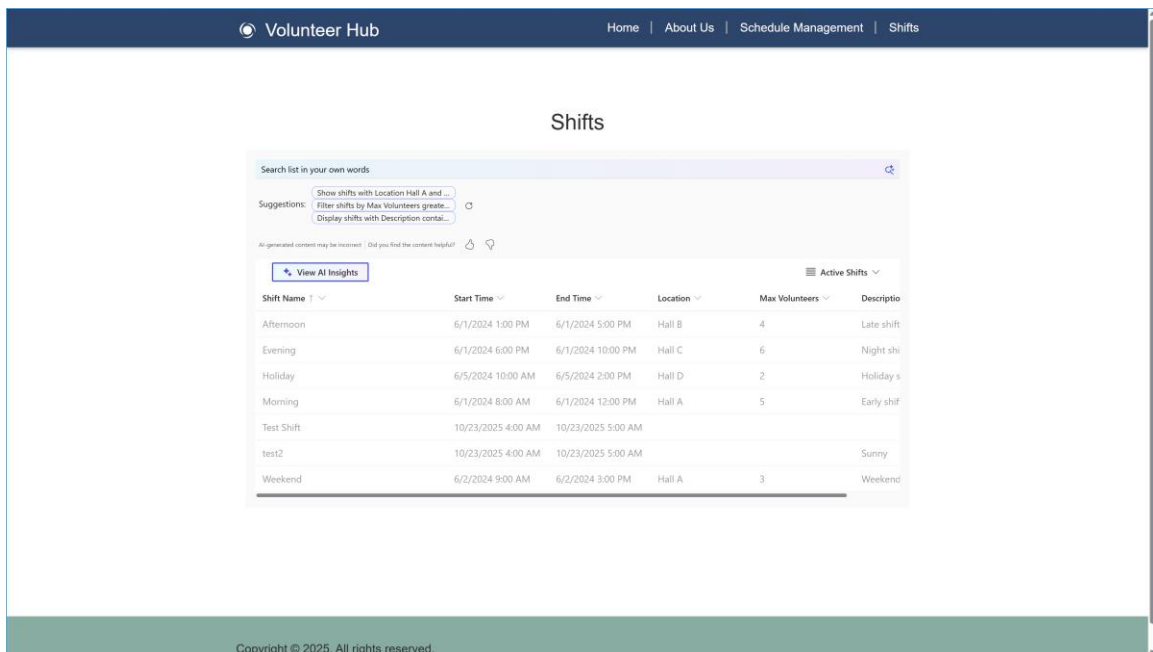 Volunteer Hub
Home | About Us | Schedule Management | Shifts
Shifts
Search list in your own words
Suggestions:
Show shifts with Location Hall A and ...
Filter shifts by Max Volunteers greate...
Display shifts with Description contai...
AI-generated content may be incorrect | Did you find the content helpful?
View AI Insights
Active Shifts
Shift Name Start Time End Time Location Max Volunteers Descriptio
Afternoon 6/1/2024 1:00 PM 6/1/2024 5:00 PM Hall B 4 Late shift
Evening 6/1/2024 6:00 PM 6/1/2024 10:00 PM Hall C 6 Night shi
Holiday 6/5/2024 10:00 AM 6/5/2024 2:00 PM Hall D 2 Holiday s
Morning 6/1/2024 8:00 AM 6/1/2024 12:00 PM Hall A 5 Early shif
Test Shift 10/23/2025 4:00 AM 10/23/2025 5:00 AM
test2 10/23/2025 4:00 AM 10/23/2025 5:00 AM Sunny
Weekend 6/2/2024 9:00 AM 6/2/2024 3:00 PM Hall A 3 Weekend
Copyright © 2025. All rights reserved.